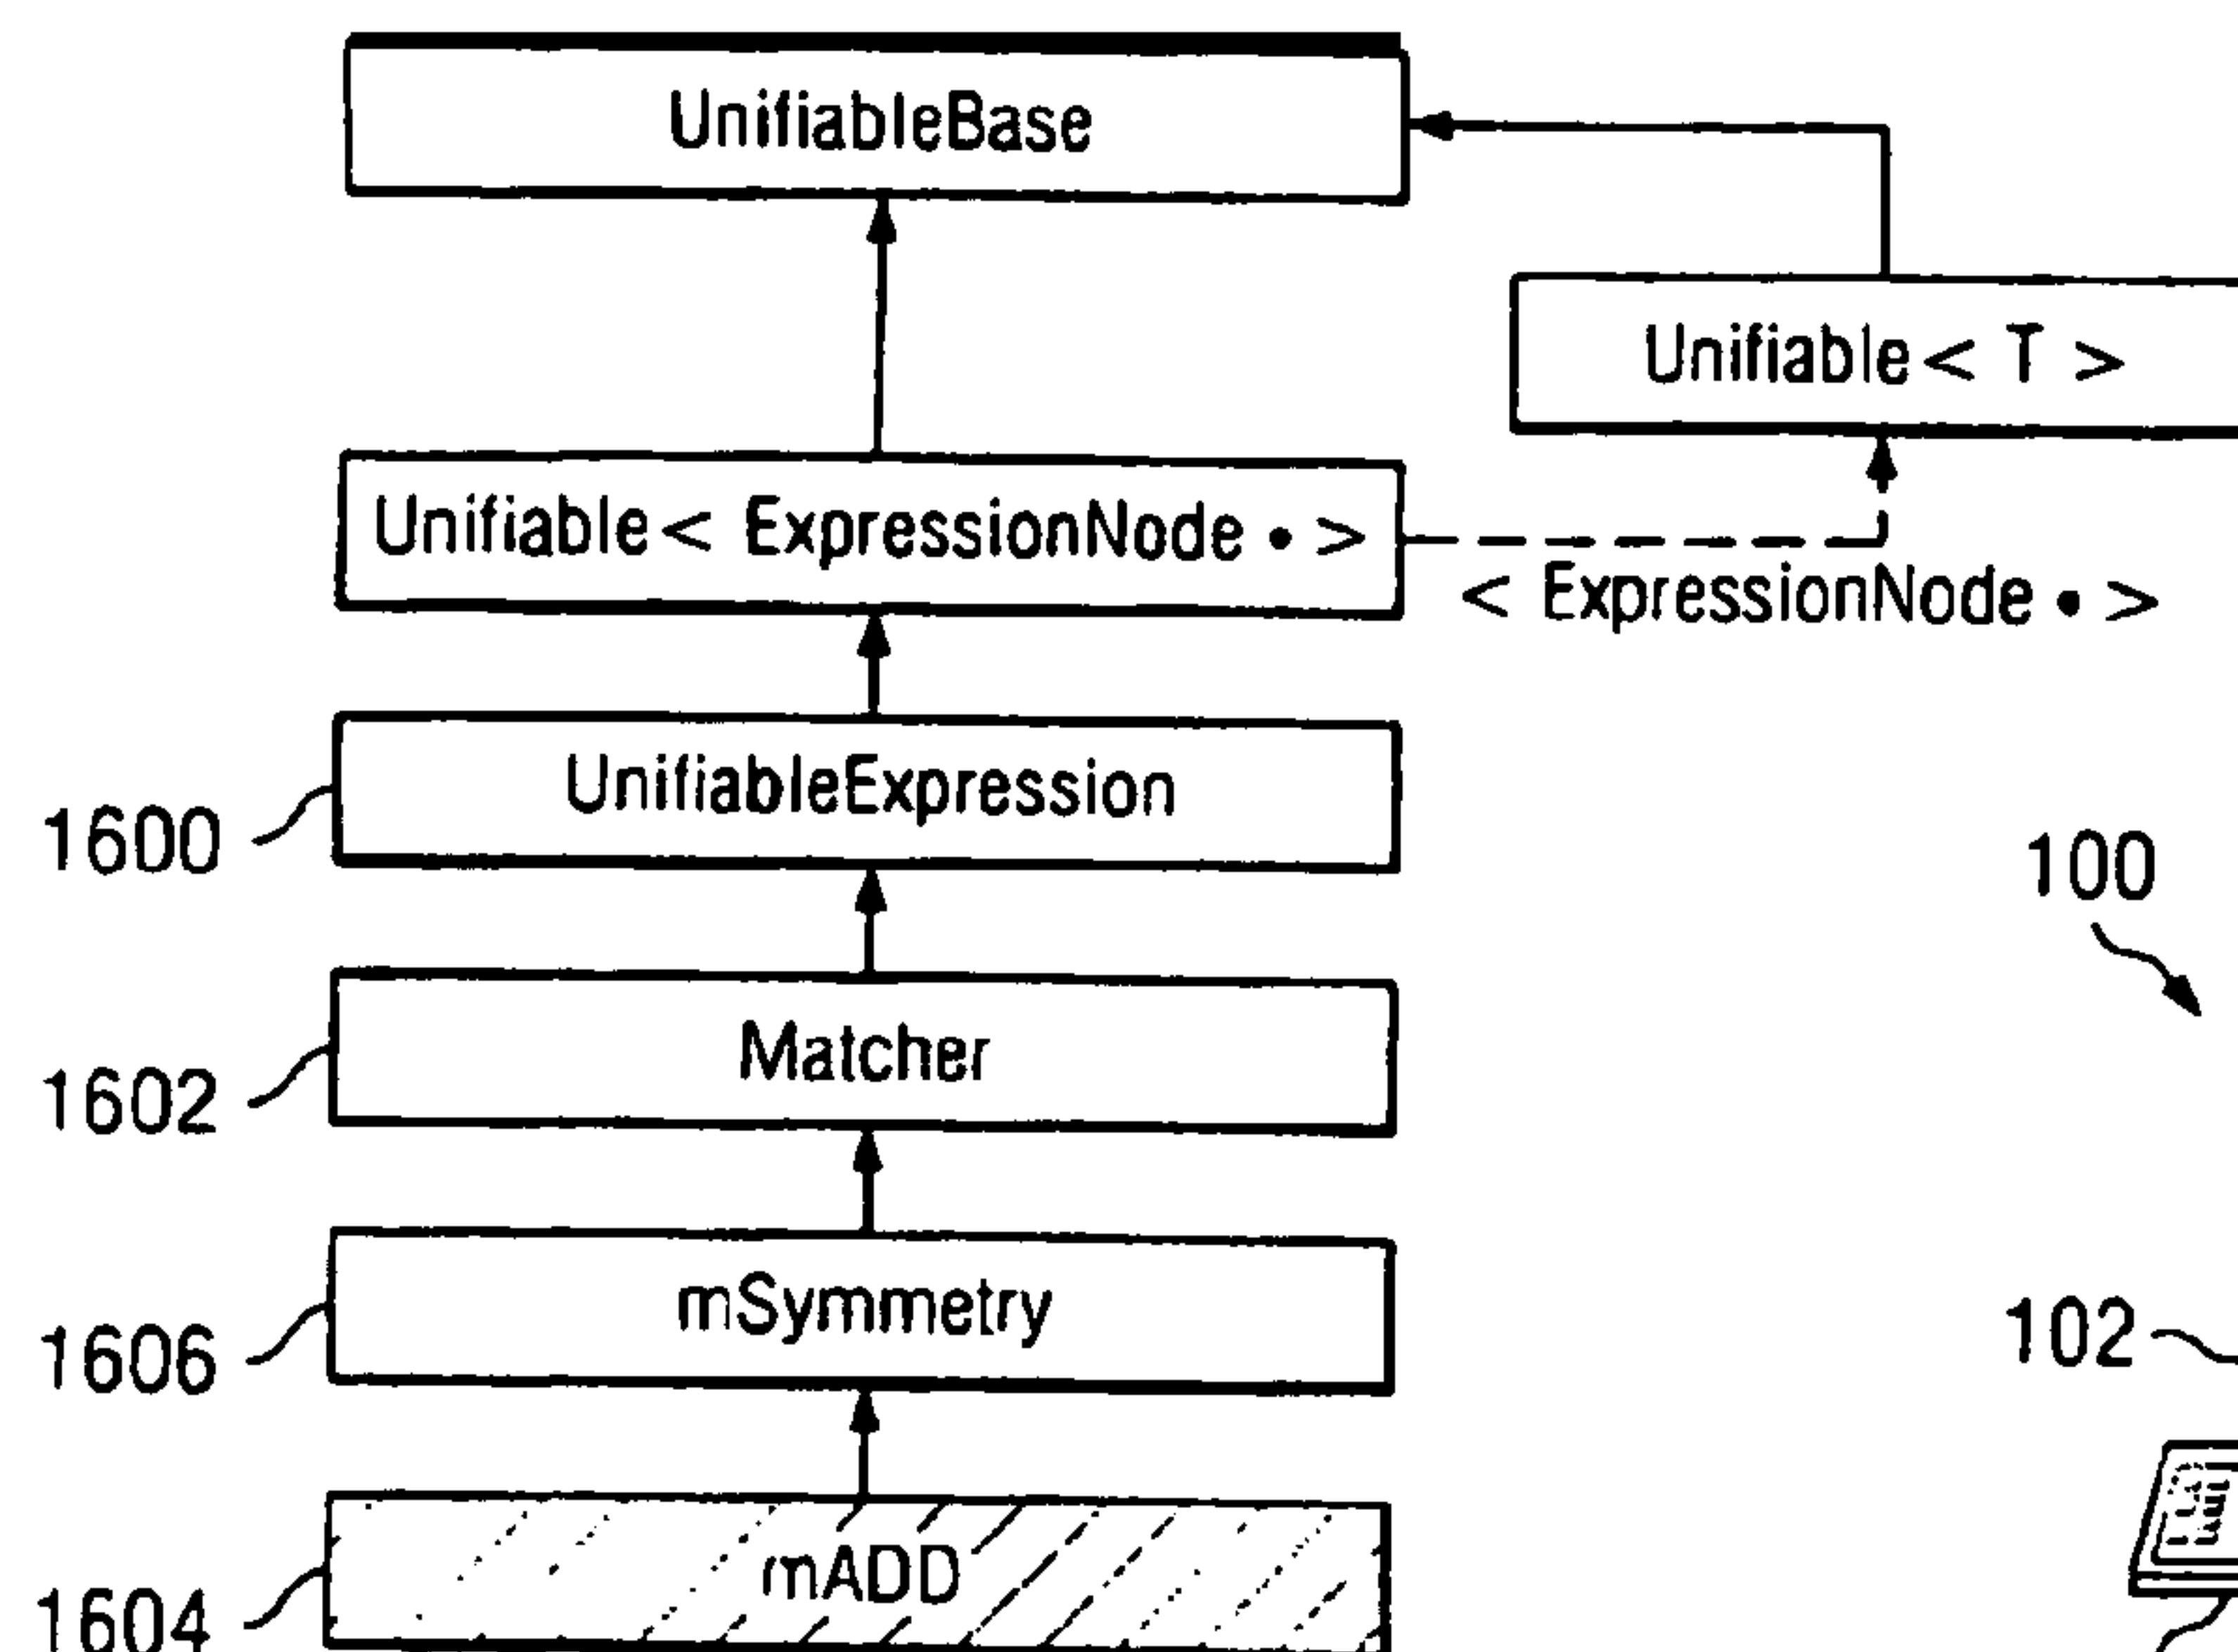 UnifiableBase
Unifiable< T >
Unifiable< ExpressionNode • >
< ExpressionNode • >
UnifiableExpression
1600
100
Matcher
1602
mSymmetry
1606
102
mADD
1604